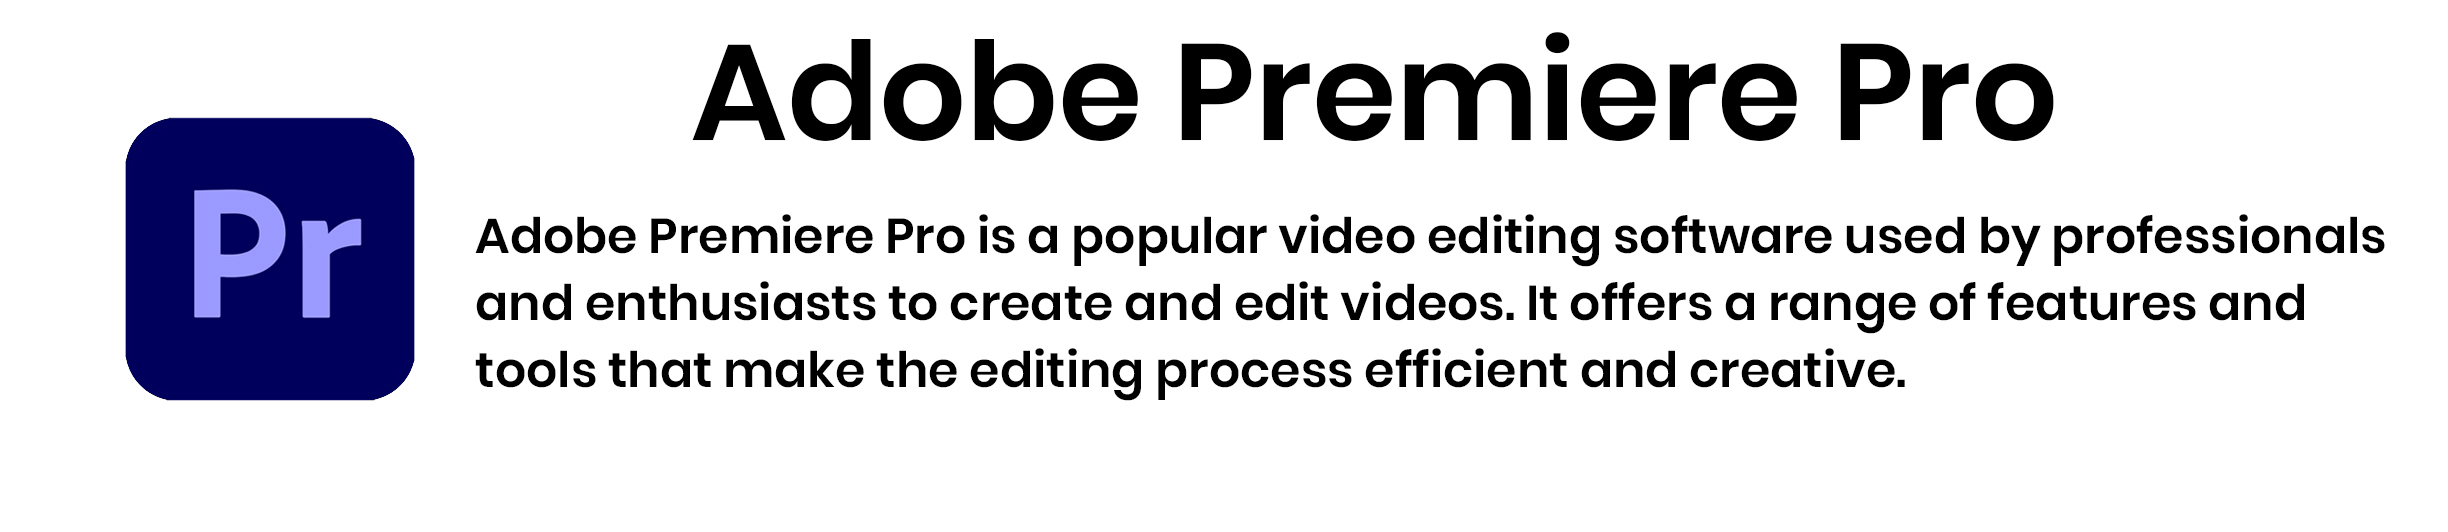 Adobe Premiere Pro
Pr
Adobe Premiere Pro is a popular video editing software used by professionals
and enthusiasts to create and edit videos. It offers a range of features and
tools that make the editing process efficient and creative.